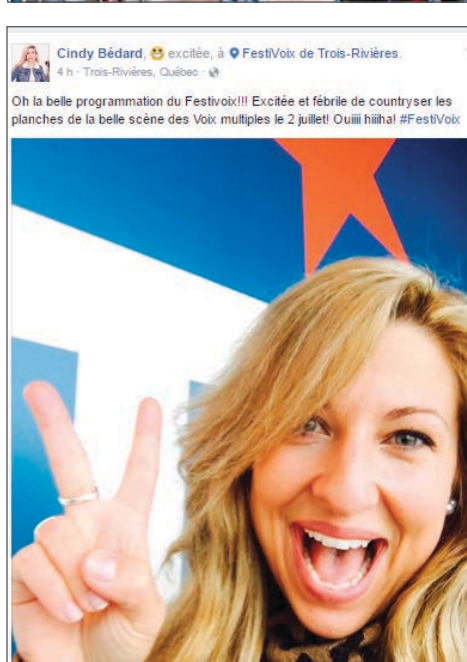 Cindy Bédard, excitée, à FestiVoix de Trois-Rivières.
4 h · Trois-Rivières, Québec ·
Oh la belle programmation du Festivoix!!! Excitée et fébrile de countryser les
planches de la belle scène des Voix multiples le 2 juillet! Ouiiii hiiiha! #FestiVoix